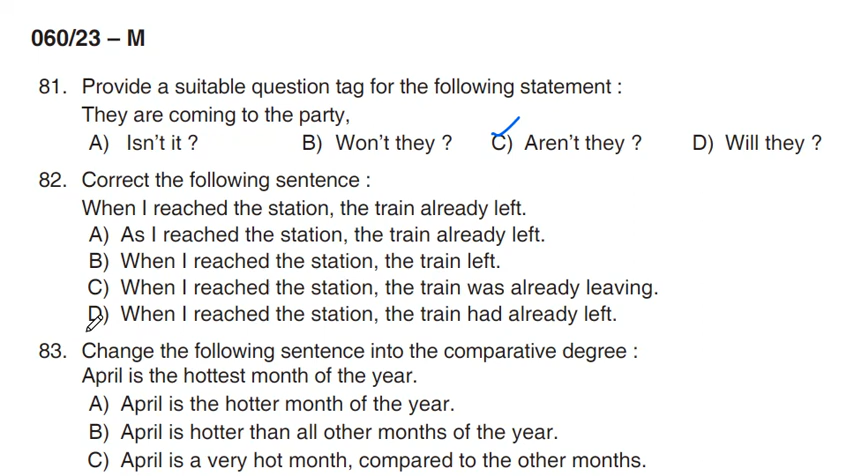 060/23 – M
81. Provide a suitable question tag for the following statement :
They are coming to the party,
A) Isn't it ? B) Won't they ? C) Aren't they ? D) Will they ?
82. Correct the following sentence :
When I reached the station, the train already left.
A) As I reached the station, the train already left.
B) When I reached the station, the train left.
C) When I reached the station, the train was already leaving.
D) When I reached the station, the train had already left.
83. Change the following sentence into the comparative degree :
April is the hottest month of the year.
A) April is the hotter month of the year.
B) April is hotter than all other months of the year.
C) April is a very hot month, compared to the other months.